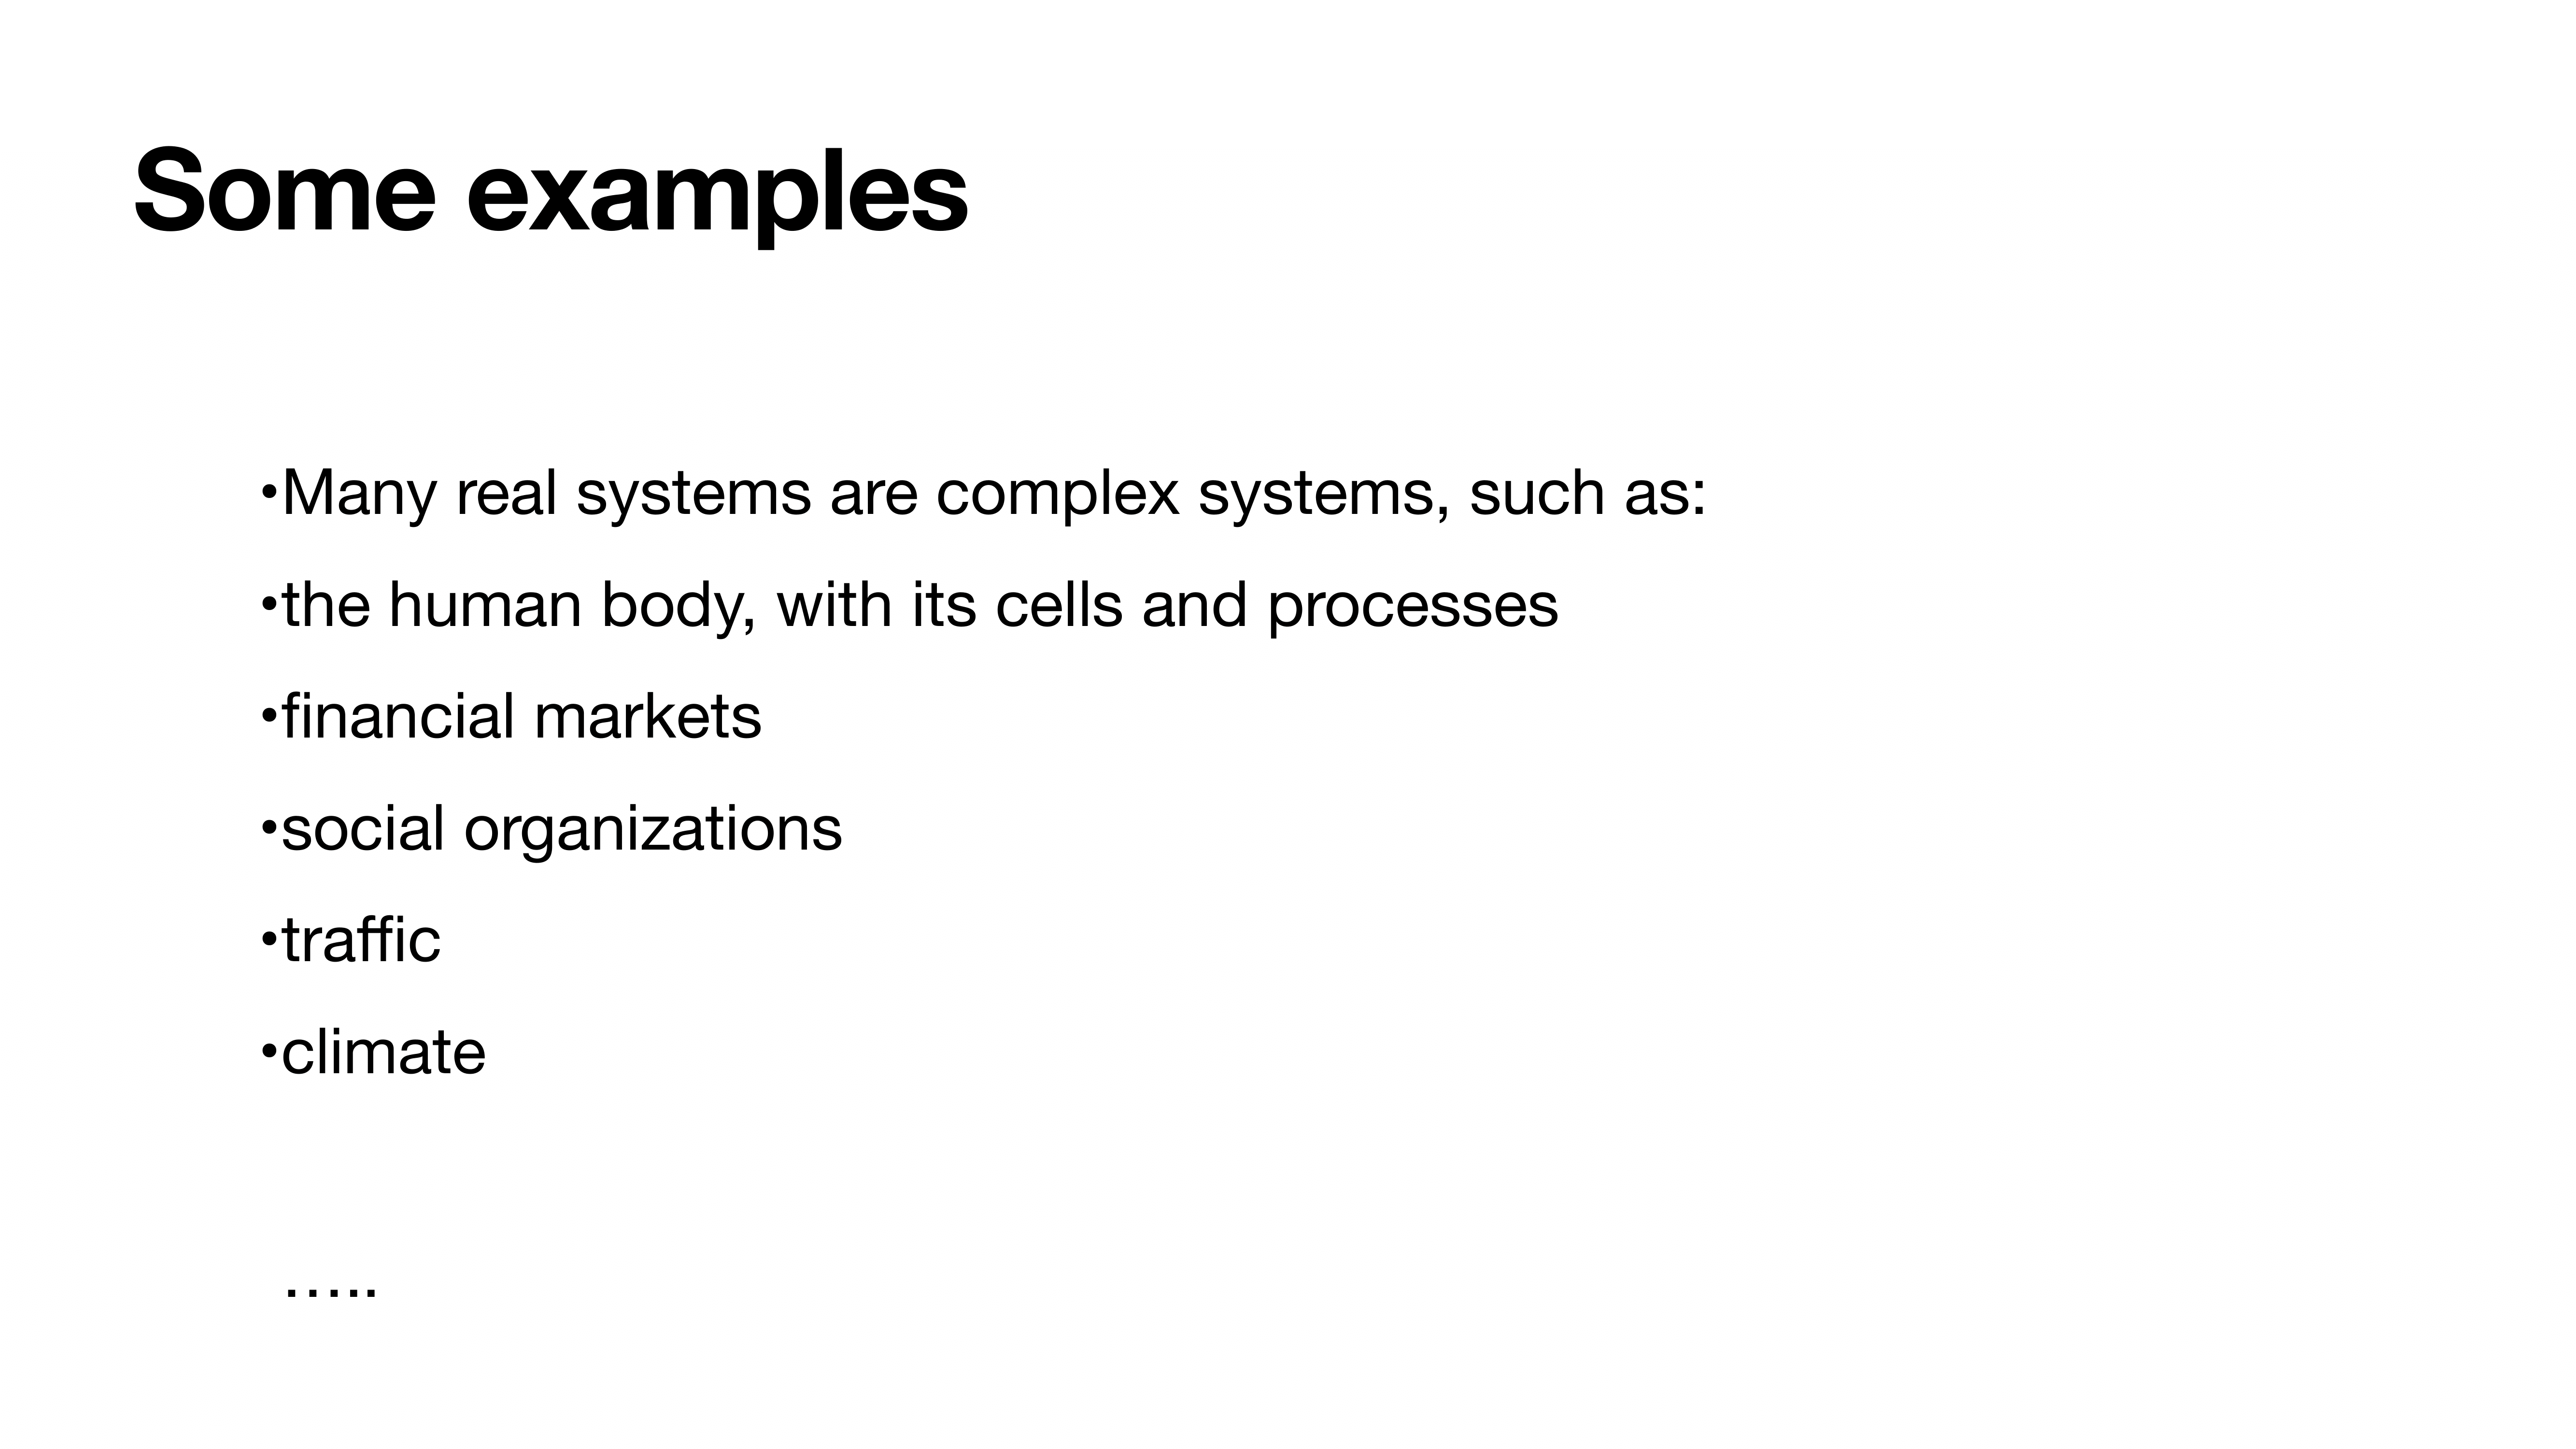 Some examples
•Many real systems are complex systems, such as:
•the human body, with its cells and processes
•financial markets
•social organizations
•traffic
•climate
…..